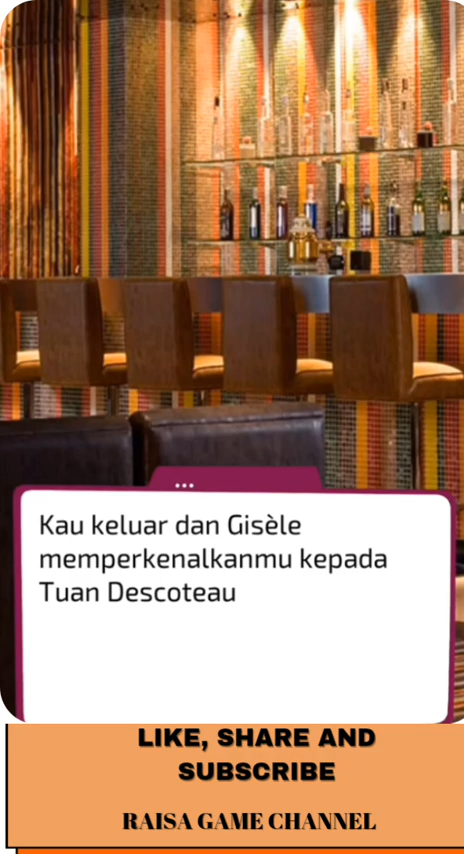 ...
Kau keluar dan Gisèle
memperkenalkanmu kepada
Tuan Descoteau
LIKE, SHARE AND
SUBSCRIBE
RAISA GAME CHANNEL